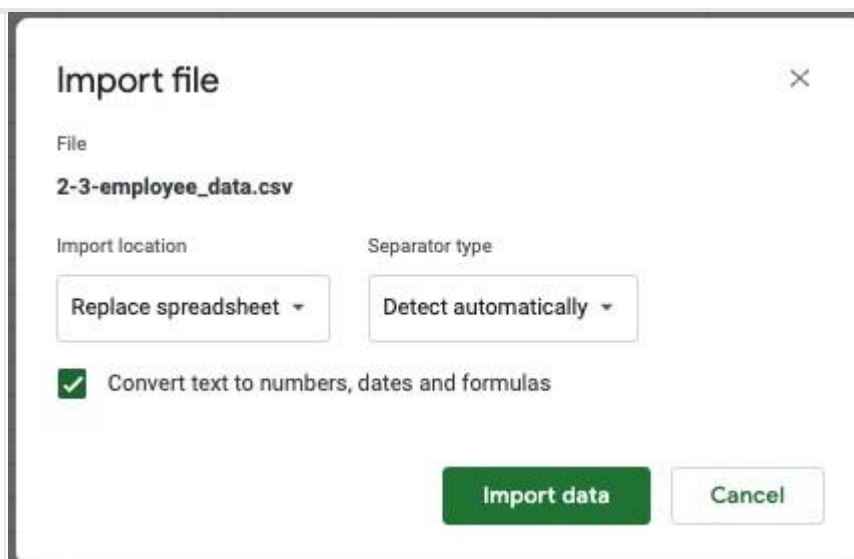 Import file
File
2-3-employee_data.csv
Import location Separator type
Replace spreadsheet Detect automatically
Convert text to numbers, dates and formulas
Import data Cancel